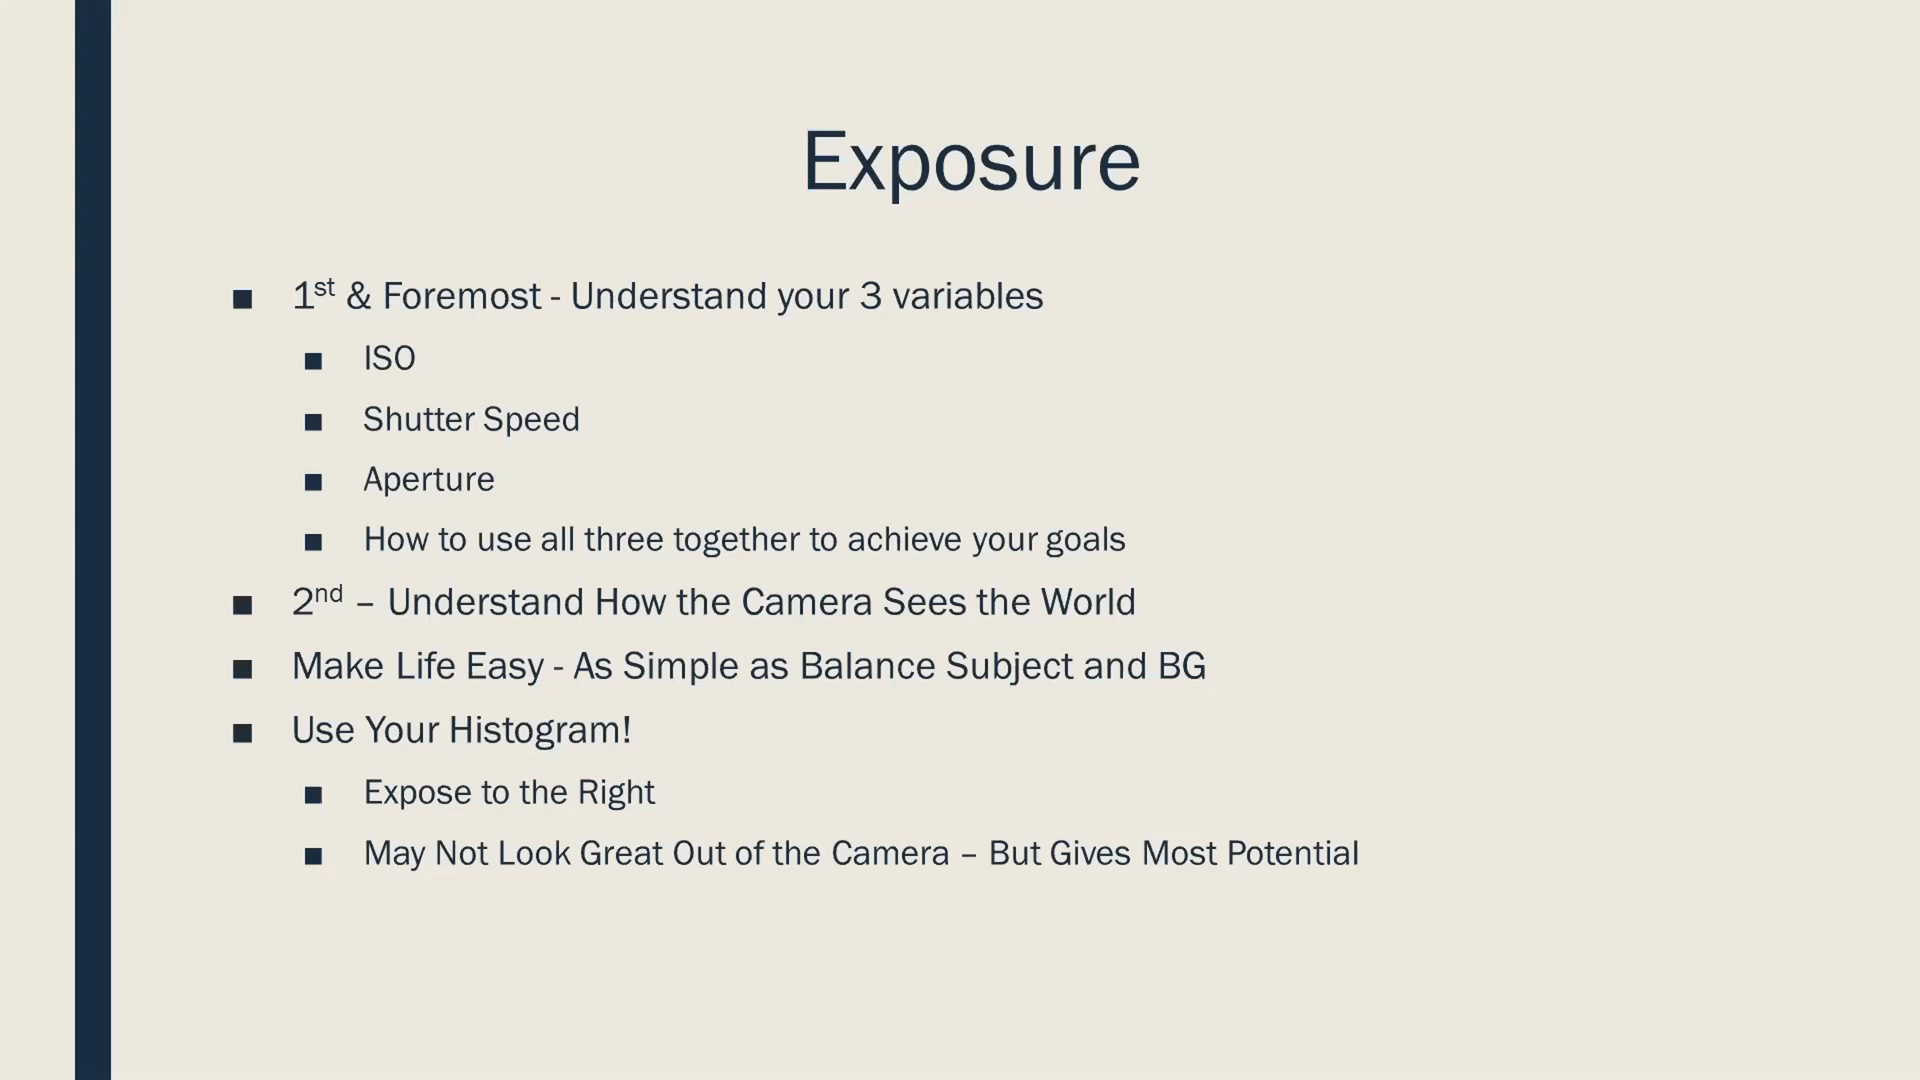 Exposure
■ 1st & Foremost - Understand your 3 variables
■ ISO
■ Shutter Speed
■ Aperture
■ How to use all three together to achieve your goals
■ 2nd – Understand How the Camera Sees the World
■ Make Life Easy - As Simple as Balance Subject and BG
■ Use Your Histogram!
■ Expose to the Right
■ May Not Look Great Out of the Camera – But Gives Most Potential